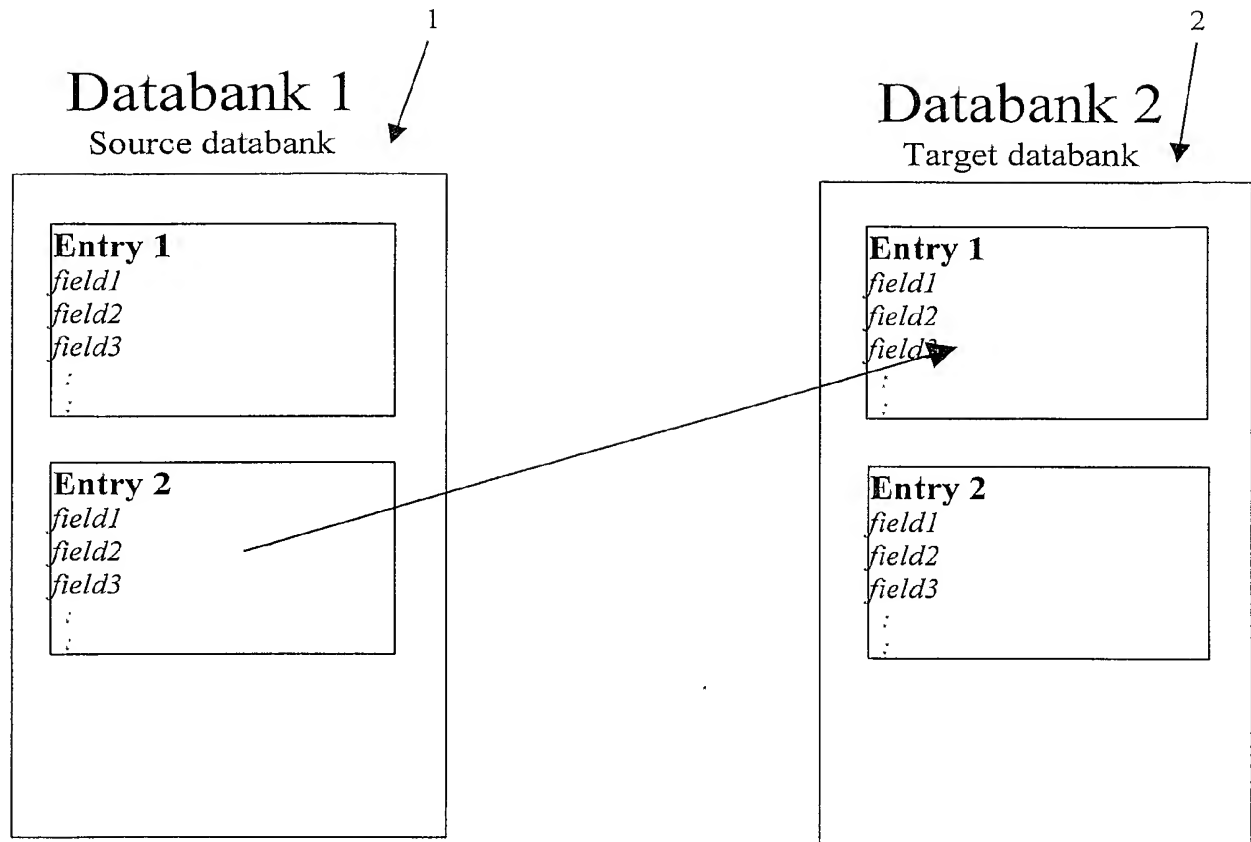 1
Databank 1
Source databank
Entry 1
field1
field2
field3
:
:
Entry 2
field1
field2
field3
:
:
2
Databank 2
Target databank
Entry 1
field1
field2
field3
:
:
Entry 2
field1
field2
field3
:
: